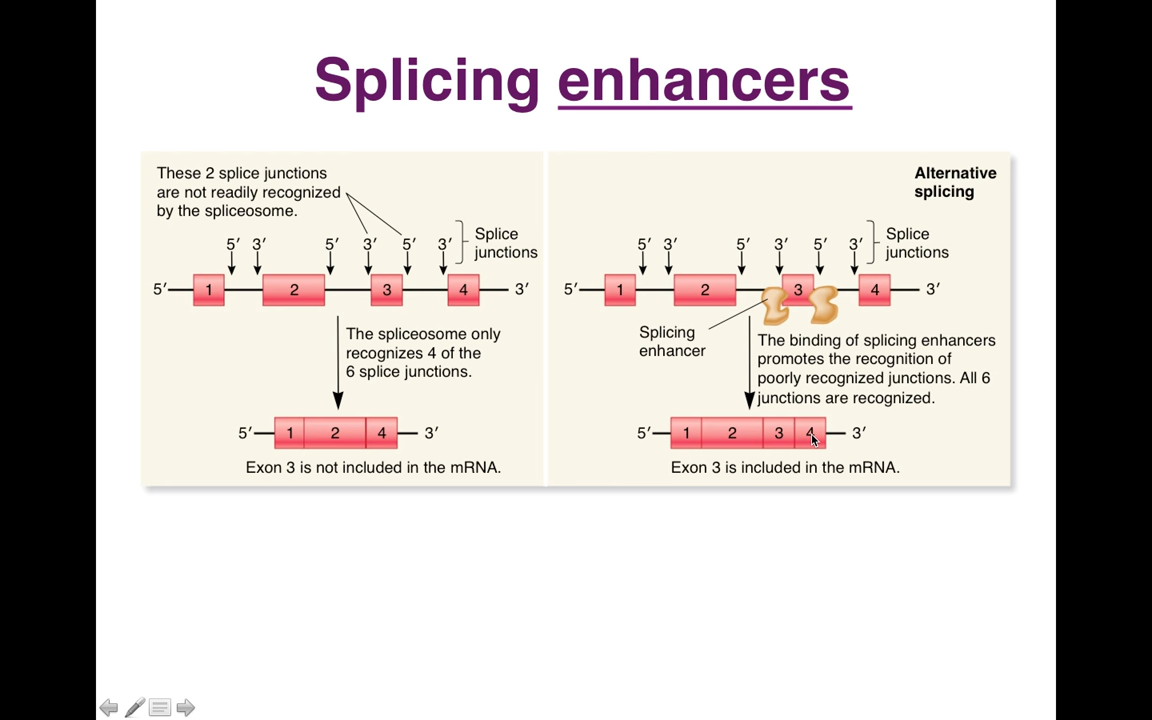 Splicing enhancers
These 2 splice junctions
are not readily recognized
by the spliceosome.
5′ 3′ 5′ 3′ 5′ 3′
Splice
junctions
5′ 1 2 3 4 3′
The spliceosome only
recognizes 4 of the
6 splice junctions.
5′ 1 2 4 3′
Exon 3 is not included in the mRNA.
Alternative
splicing
5′ 3′ 5′ 3′ 5′ 3′
Splice
junctions
5′ 1 2 3 4 3′
Splicing
enhancer
The binding of splicing enhancers
promotes the recognition of
poorly recognized junctions. All 6
junctions are recognized.
5′ 1 2 3 4 3′
Exon 3 is included in the mRNA.